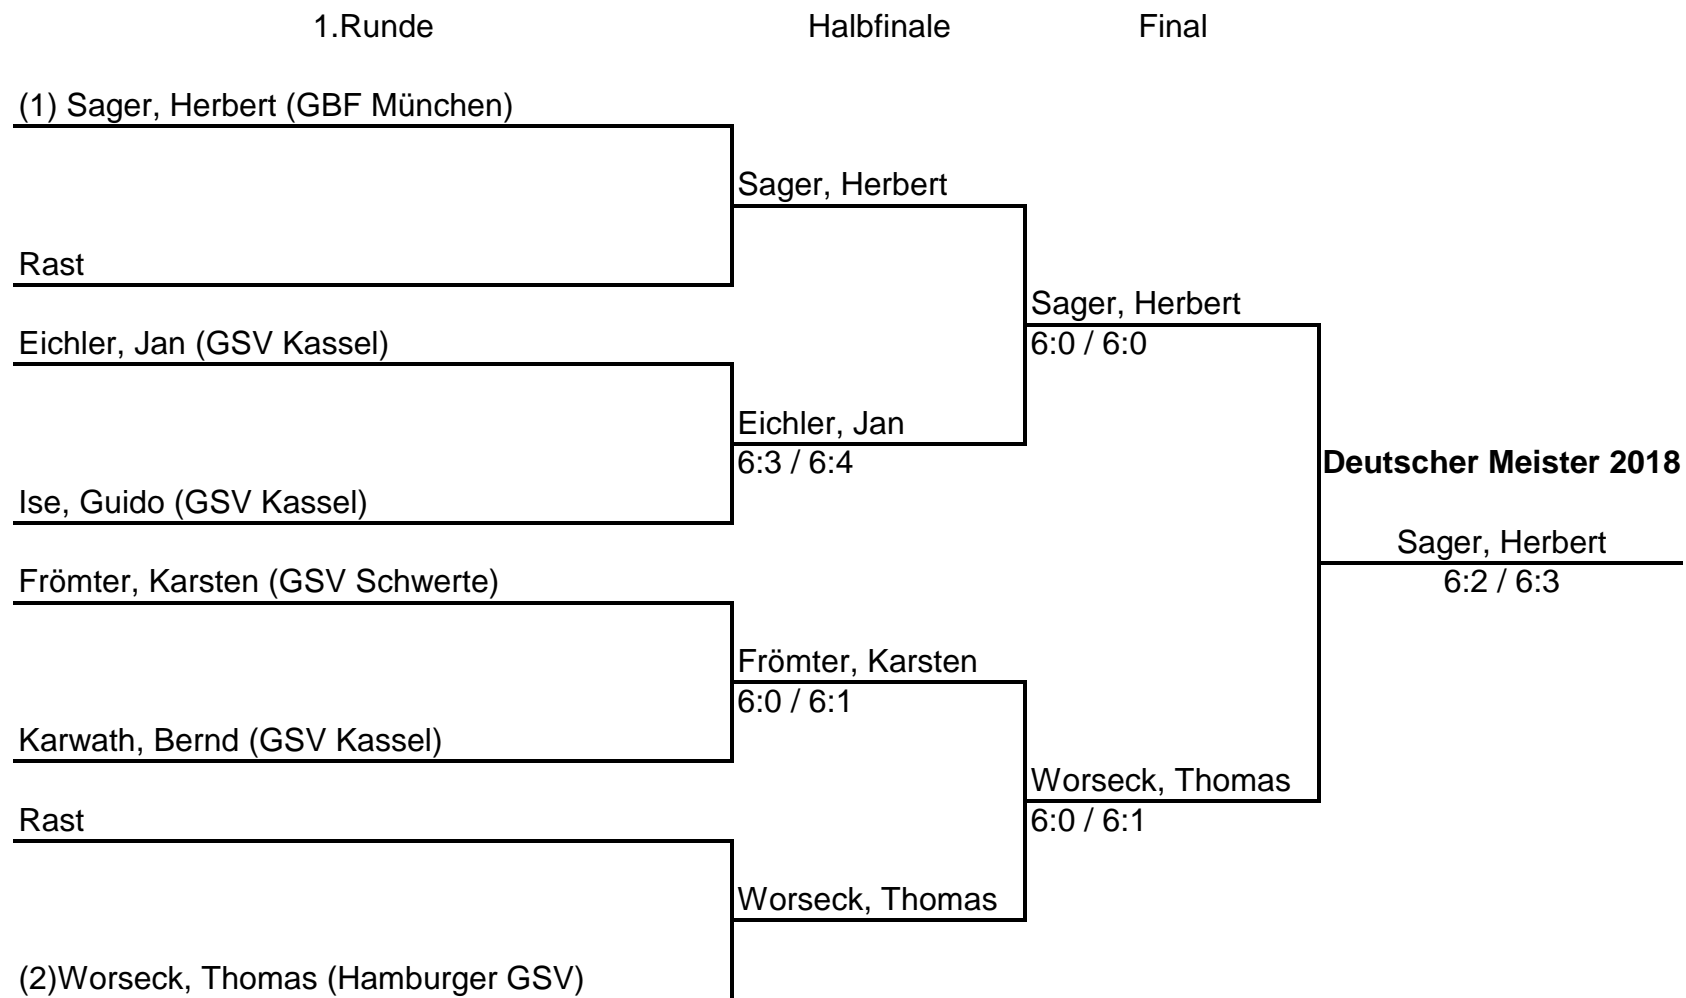 1.Runde Halbfinale Final
(1) Sager, Herbert (GBF München)
Sager, Herbert
Rast
Sager, Herbert
Eichler, Jan (GSV Kassel)
6:0 / 6:0
Eichler, Jan
6:3 / 6:4
Deutscher Meister 2018
Ise, Guido (GSV Kassel)
Sager, Herbert
Frömter, Karsten (GSV Schwerte)
6:2 / 6:3
Frömter, Karsten
6:0 / 6:1
Karwath, Bernd (GSV Kassel)
Worseck, Thomas
Rast
6:0 / 6:1
Worseck, Thomas
(2)Worseck, Thomas (Hamburger GSV)